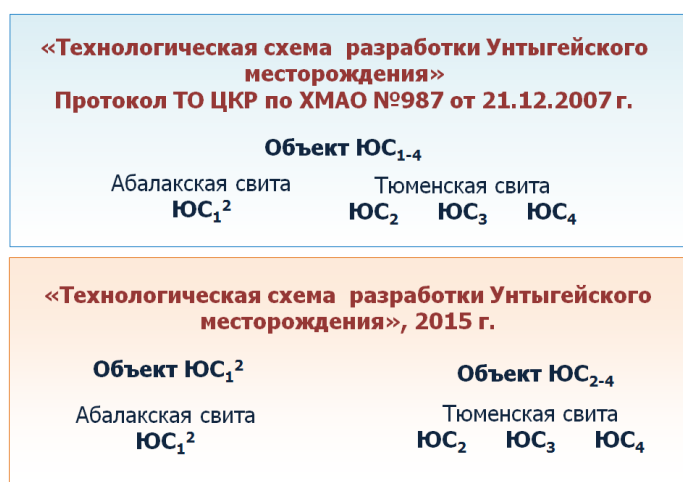 «Технологическая схема разработки Унтыгейского
месторождения»
Протокол ТО ЦКР по ХМАО №987 от 21.12.2007 г.
Объект ЮС₁₋₄
Абалакская свита Тюменская свита
ЮС₁² ЮС₂ ЮС₃ ЮС₄
«Технологическая схема разработки Унтыгейского
месторождения», 2015 г.
Объект ЮС₁² Объект ЮС₂₋₄
Абалакская свита Тюменская свита
ЮС₁² ЮС₂ ЮС₃ ЮС₄